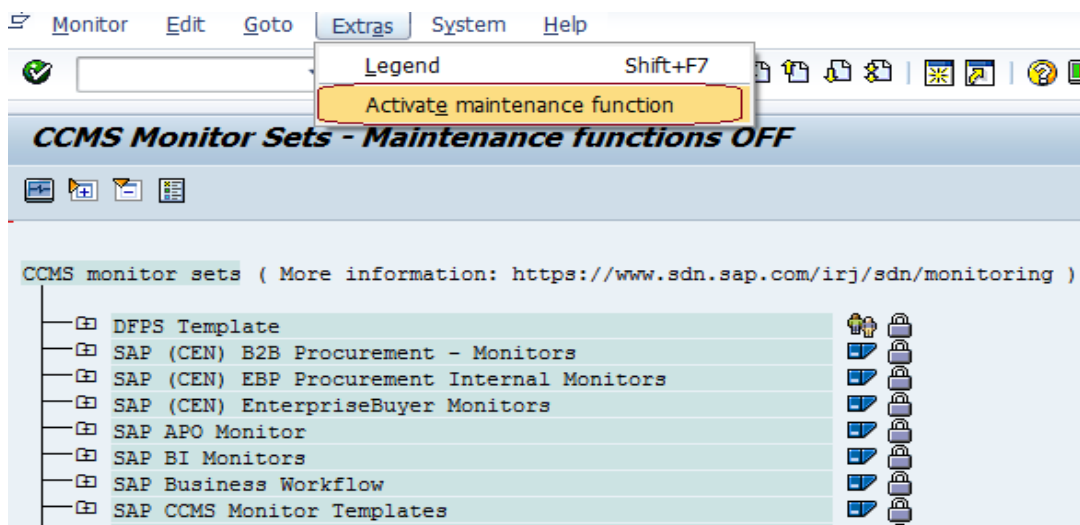 Monitor Edit Goto Extras System Help
Legend Shift+F7
Activate maintenance function
CCMS Monitor Sets - Maintenance functions OFF
CCMS monitor sets ( More information: https://www.sdn.sap.com/irj/sdn/monitoring )
DFPS Template
SAP (CEN) B2B Procurement - Monitors
SAP (CEN) EBP Procurement Internal Monitors
SAP (CEN) EnterpriseBuyer Monitors
SAP APO Monitor
SAP BI Monitors
SAP Business Workflow
SAP CCMS Monitor Templates